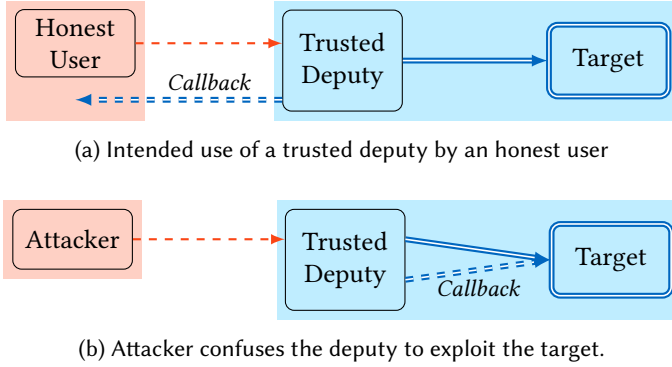 Honest
User
Trusted
Deputy
Target
Callback
(a) Intended use of a trusted deputy by an honest user
Attacker
Trusted
Deputy
Target
Callback
(b) Attacker confuses the deputy to exploit the target.